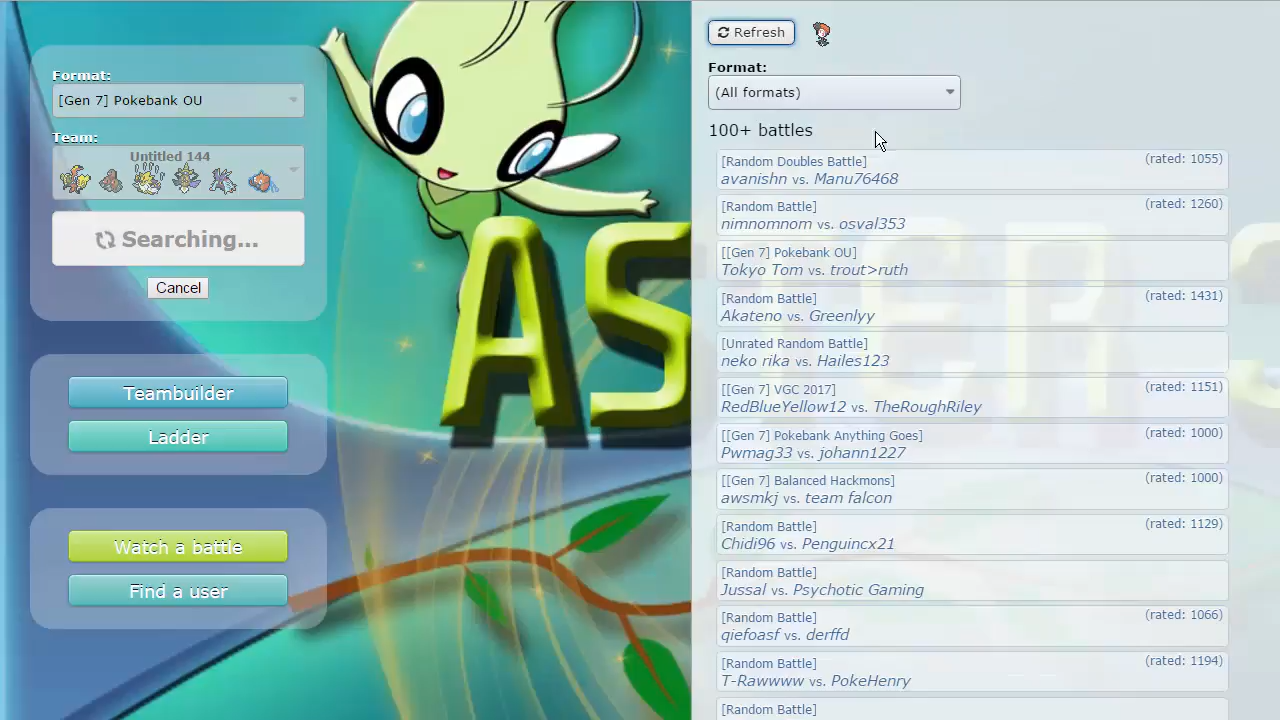 Format:
[Gen 7] Pokebank OU
Team:
Untitled 144
Searching...
Cancel
Teambuilder
Ladder
Watch a battle
Find a user
AS
Refresh
Format:
(All formats)
100+ battles
[Random Doubles Battle] (rated: 1055)
avanishn vs. Manu76468
[Random Battle] (rated: 1260)
nimnomnom vs. osval353
[[Gen 7] Pokebank OU]
Tokyo Tom vs. trout>ruth
[Random Battle] (rated: 1431)
Akateno vs. Greenlyy
[Unrated Random Battle]
neko rika vs. Hailes123
[[Gen 7] VGC 2017] (rated: 1151)
RedBlueYellow12 vs. TheRoughRiley
[[Gen 7] Pokebank Anything Goes] (rated: 1000)
Pwmag33 vs. johann1227
[[Gen 7] Balanced Hackmons] (rated: 1000)
awsmkj vs. team falcon
[Random Battle] (rated: 1129)
Chidi96 vs. Penguincx21
[Random Battle]
Jussal vs. Psychotic Gaming
[Random Battle] (rated: 1066)
qiefoasf vs. derffd
[Random Battle] (rated: 1194)
T-Rawwww vs. PokeHenry
[Random Battle]